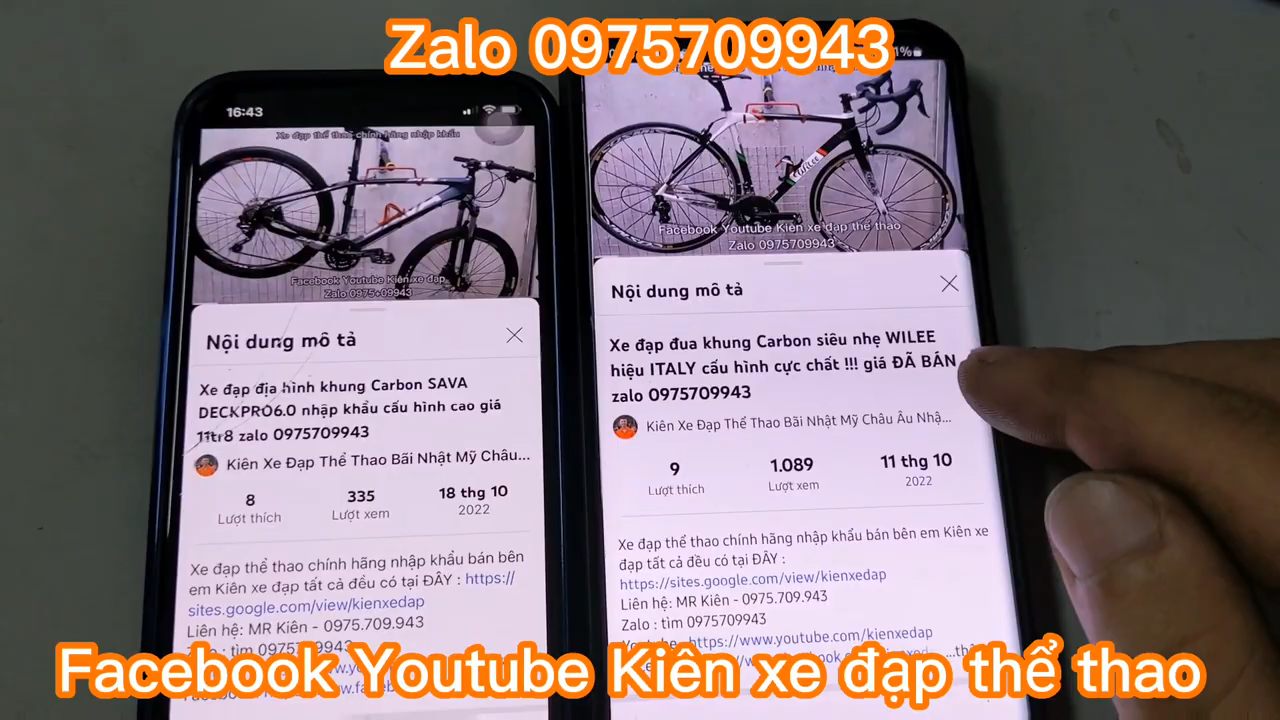 Zalo 0975709943
16:43
Xe đạp thể thao chính hãng nhập khẩu
Facebook Youtube Kiên xe đạp
Nội dung mô tả
Xe đạp địa hình khung Carbon SAVA
DECKPRO6.0 nhập khẩu cấu hình cao giá
11tr8 zalo 0975709943
Kiên Xe Đạp Thể Thao Bãi Nhật Mỹ Châu...
8 335 18 thg 10
Lượt thích Lượt xem 2022
Xe đạp thể thao chính hãng nhập khẩu bán bên
em Kiên xe đạp tất cả đều có tại ĐÂY : https://
sites.google.com/view/kienxedap
Liên hệ: MR Kiên - 0975.709.943
1%
Wilee
Facebook Youtube Kiên xe đạp thể thao
Zalo 0975709943
Nội dung mô tả
Xe đạp đua khung Carbon siêu nhẹ WILEE
hiệu ITALY cấu hình cực chất !!! giá ĐÃ BÁN
zalo 0975709943
Kiên Xe Đạp Thể Thao Bãi Nhật Mỹ Châu Âu Nhậ...
9 1.089 11 thg 10
Lượt thích Lượt xem 2022
Xe đạp thể thao chính hãng nhập khẩu bán bên em Kiên xe
đạp tất cả đều có tại ĐÂY :
https://sites.google.com/view/kienxedap
Liên hệ: MR Kiên - 0975.709.943
Zalo : tìm 0975709943
Youtube : https://www.youtube.com/kienxedap
Facebook Youtube Kiên xe đạp thể thao